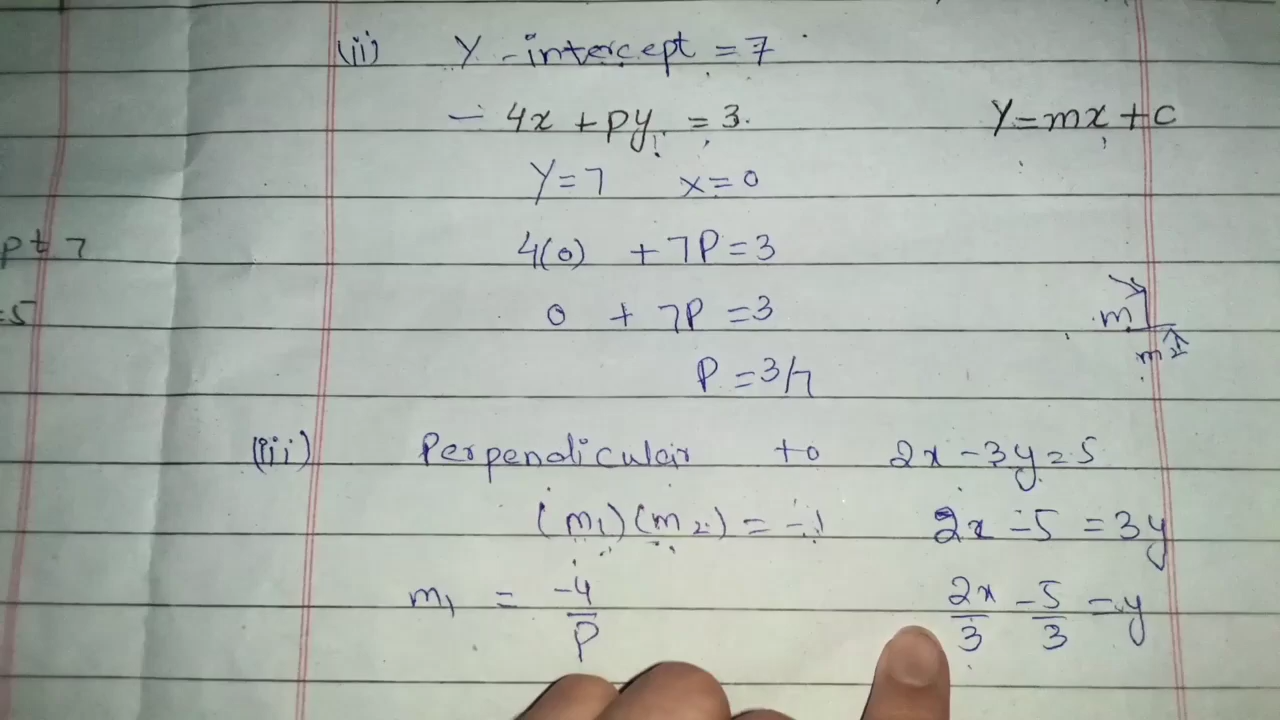 (ii) Y-intercept = 7
- 4x + py = 3. Y = mx + c
Y = 7 x = 0
pt 7 4(0) + 7P = 3
=5 0 + 7P = 3 m
P = 3/7 m2
(iii) Perpendicular to 2x - 3y = 5
(m1)(m2) = -1 2x - 5 = 3y
m1 = -4/P 2x/3 - 5/3 = y